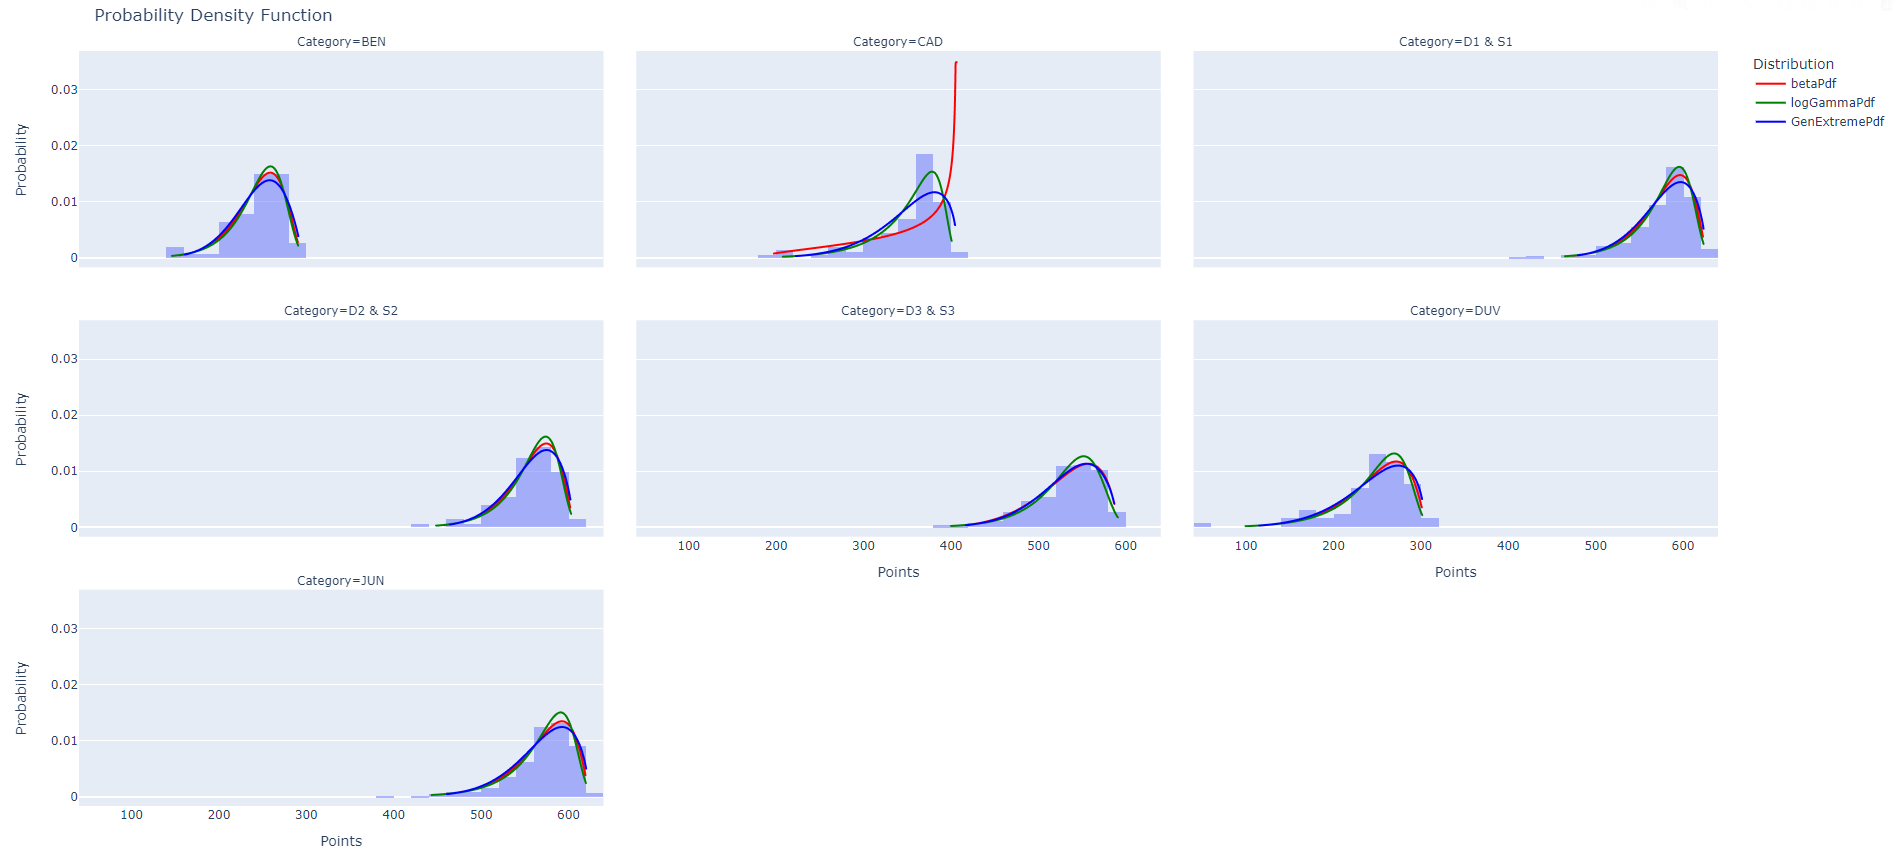 Probability Density Function
Category=BEN
Category=CAD
Category=D1 & S1
Distribution
betaPdf
logGammaPdf
GenExtremePdf
Probability
0.03
0.02
0.01
0
Category=D2 & S2
Category=D3 & S3
Category=DUV
Probability
0.03
0.02
0.01
0
100 200 300 400 500 600
Points
100 200 300 400 500 600
Points
Category=JUN
Probability
0.03
0.02
0.01
0
100 200 300 400 500 600
Points